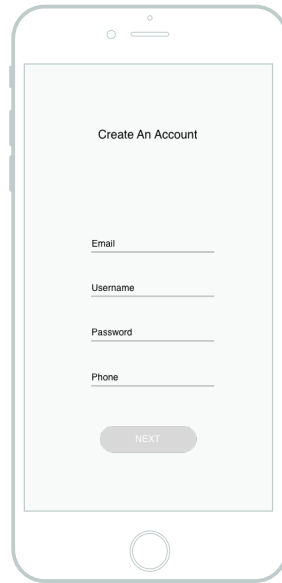 Create An Account
Email
Username
Password
Phone
NEXT